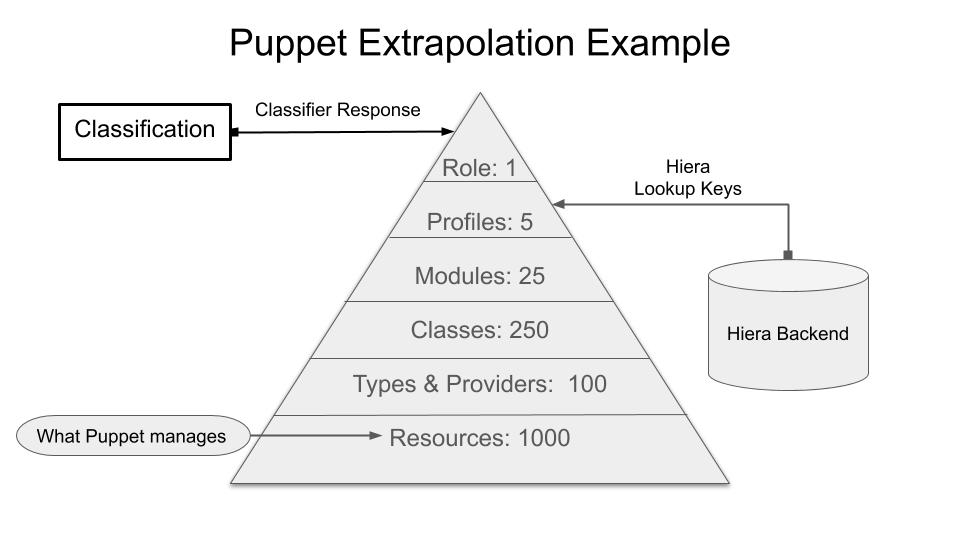 Puppet Extrapolation Example
Classification
Classifier Response
Role: 1
Hiera
Lookup Keys
Profiles: 5
Modules: 25
Classes: 250
Hiera Backend
Types & Providers:  100
What Puppet manages
Resources: 1000